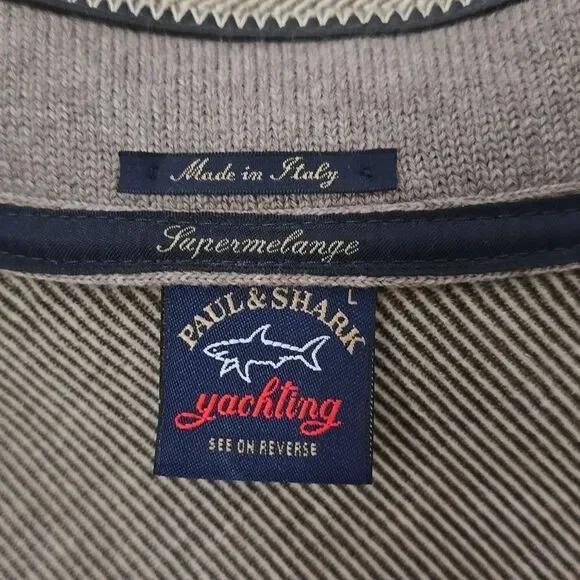 Made in Italy
Supermelange
L
PAUL & SHARK
yachting
SEE ON REVERSE